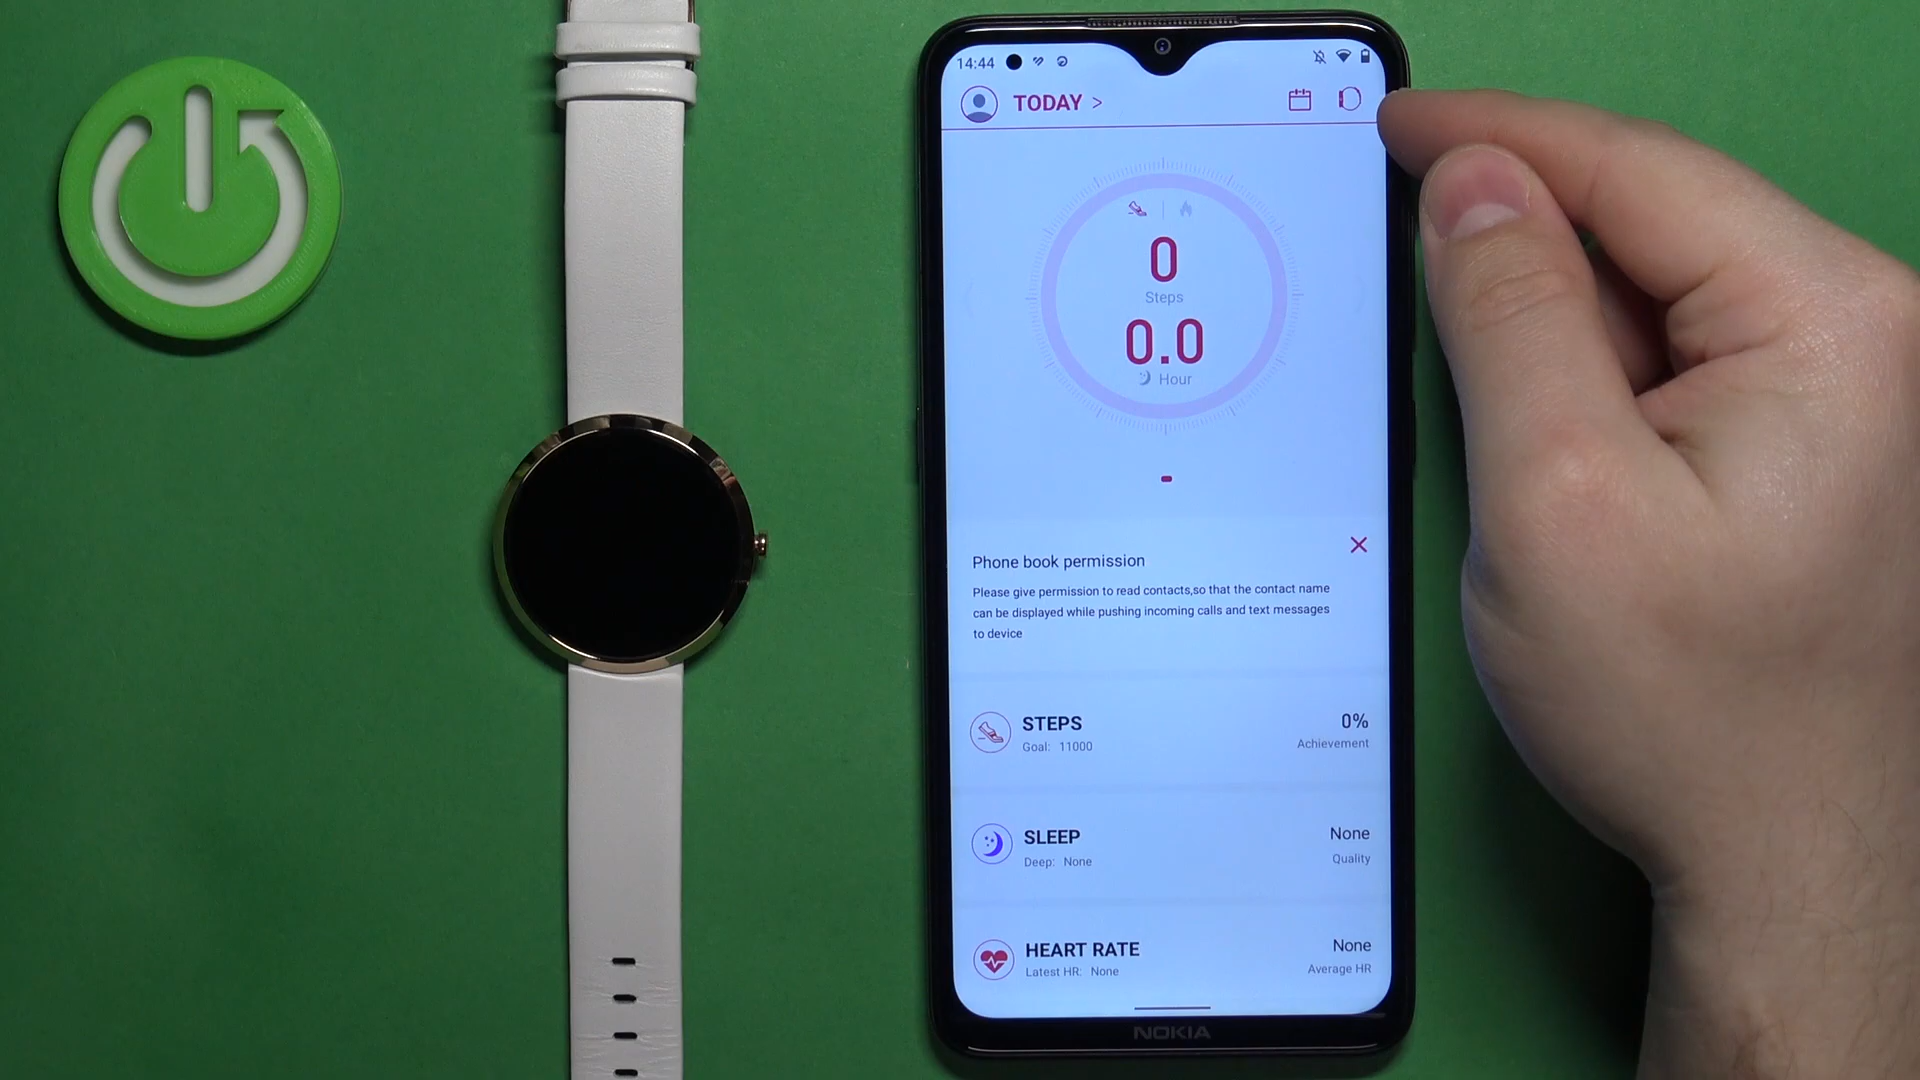 14:44
TODAY >
0
Steps
0.0
Hour
-
Phone book permission
Please give permission to read contacts,so that the contact name
can be displayed while pushing incoming calls and text messages
to device
STEPS
0%
Goal: 11000
Achievement
SLEEP
None
Deep: None
Quality
HEART RATE
None
Latest HR: None
Average HR
NOKIA